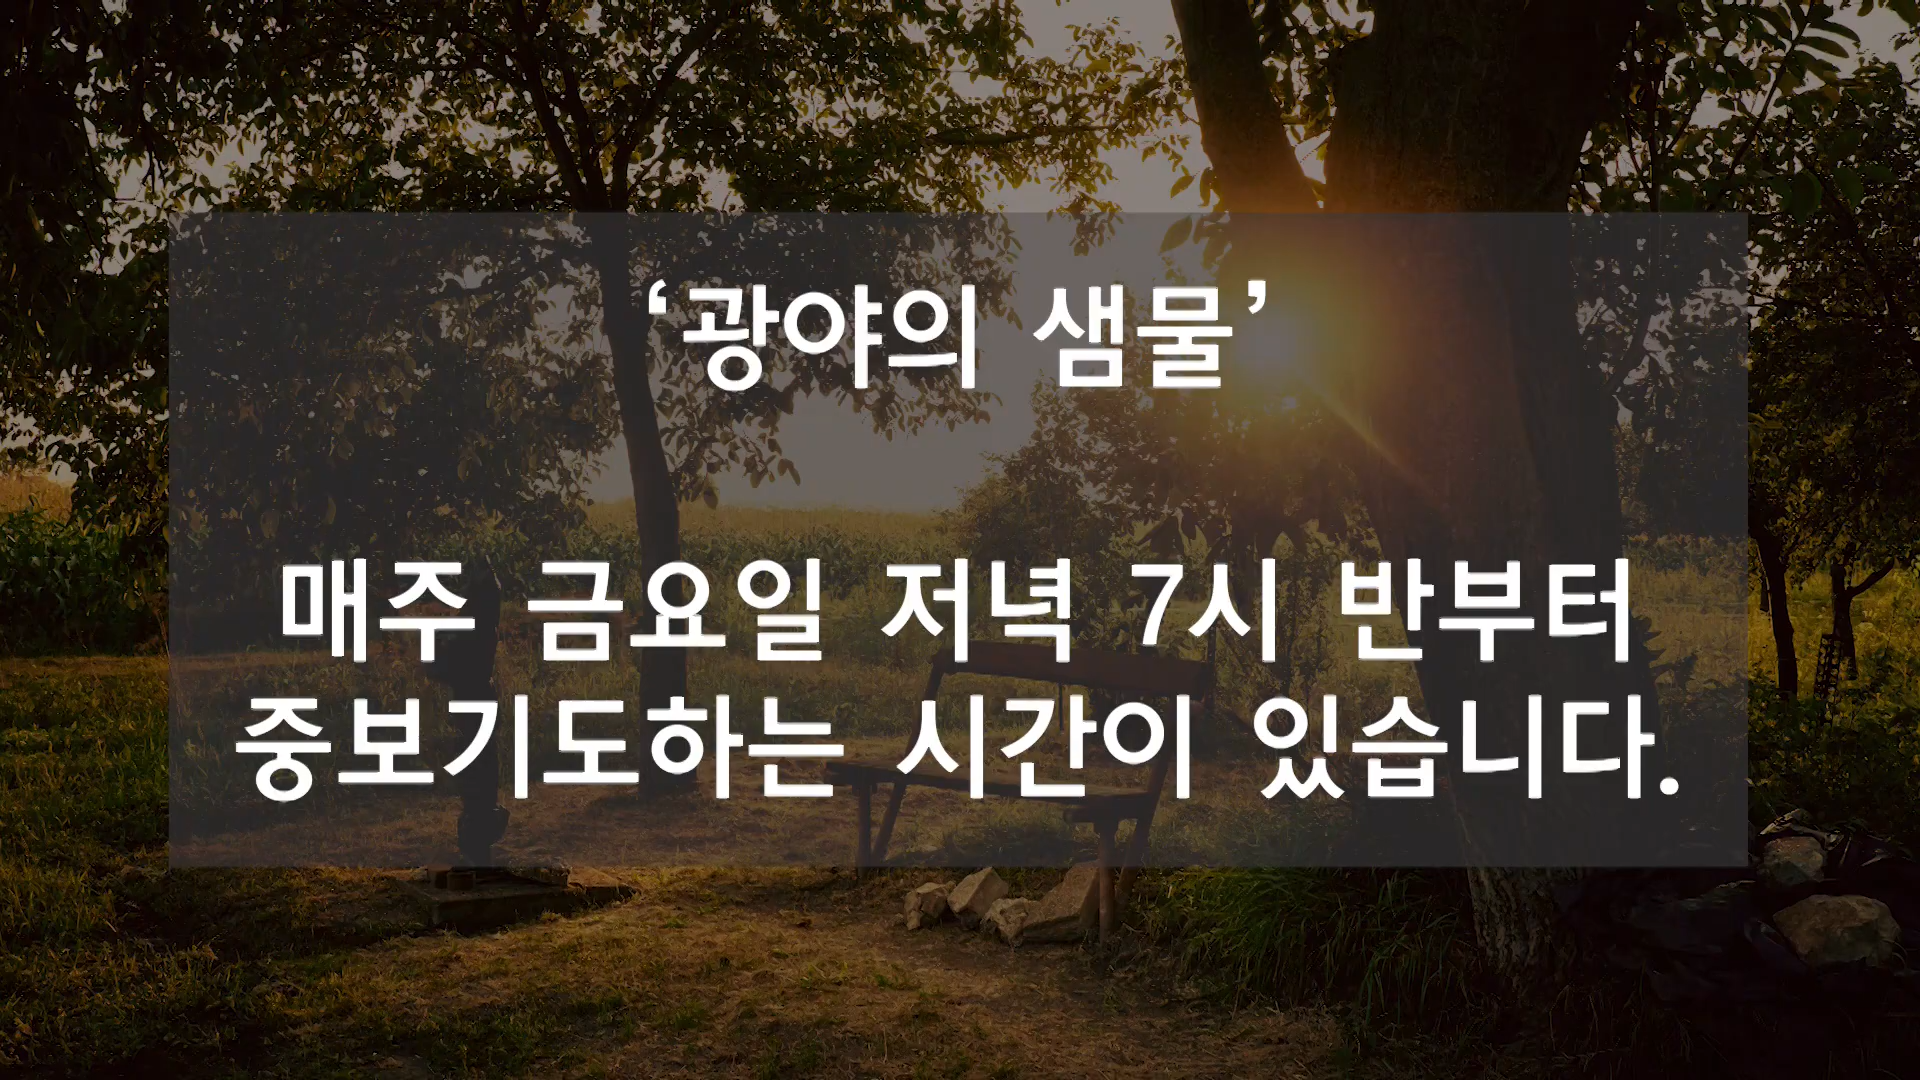 ‘광야의 샘물’
매주 금요일 저녁 7시 반부터
중보기도하는 시간이 있습니다.